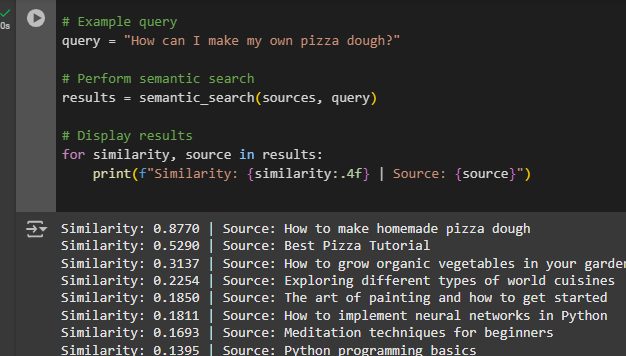 0s
# Example query
query = "How can I make my own pizza dough?"
# Perform semantic search
results = semantic_search(sources, query)
# Display results
for similarity, source in results:
    print(f"Similarity: {similarity:.4f} | Source: {source}")
Similarity: 0.8770 | Source: How to make homemade pizza dough
Similarity: 0.5290 | Source: Best Pizza Tutorial
Similarity: 0.3137 | Source: How to grow organic vegetables in your garden
Similarity: 0.2254 | Source: Exploring different types of world cuisines
Similarity: 0.1850 | Source: The art of painting and how to get started
Similarity: 0.1811 | Source: How to implement neural networks in Python
Similarity: 0.1693 | Source: Meditation techniques for beginners
Similarity: 0.1395 | Source: Python programming basics